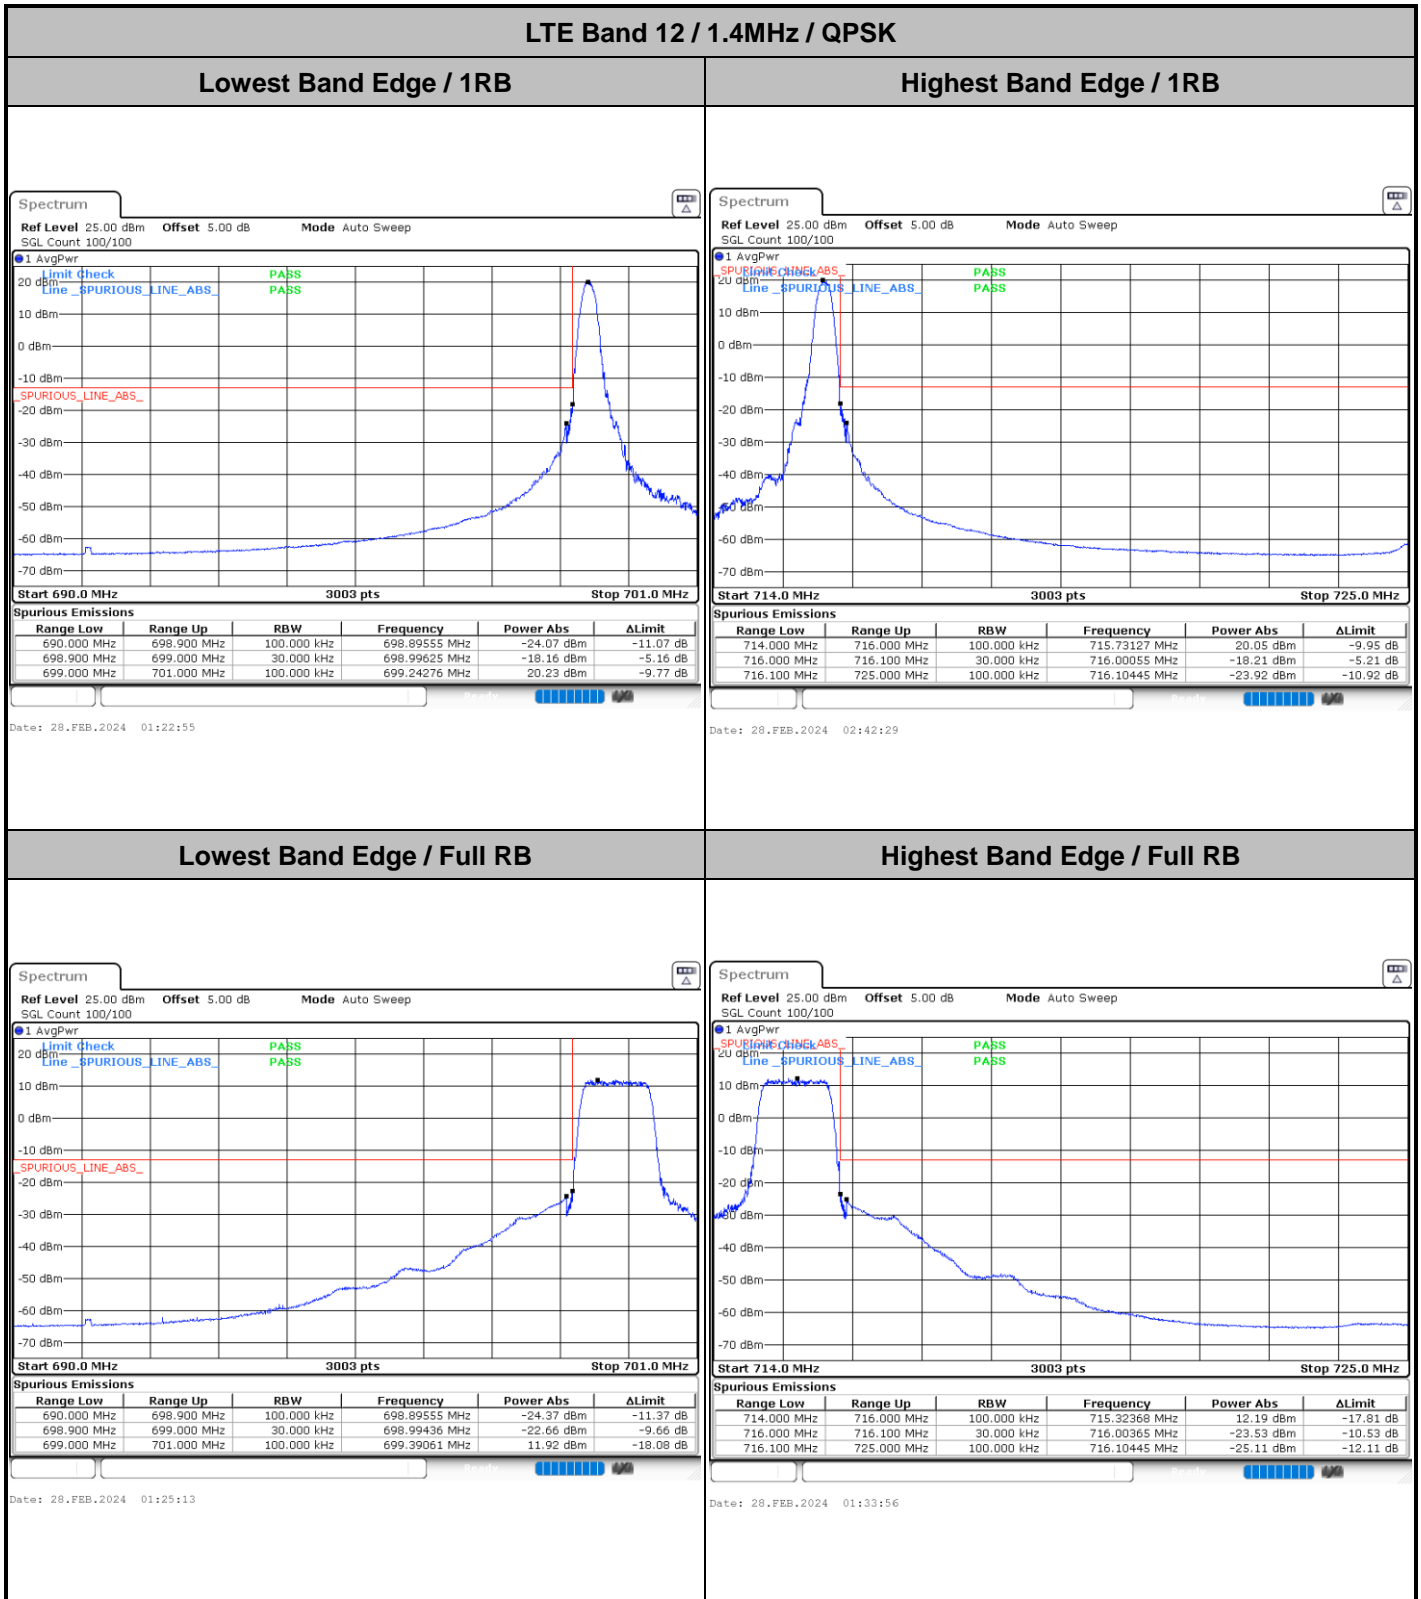 LTE Band 12 / 1.4MHz / QPSK
Lowest Band Edge / 1RB
Highest Band Edge / 1RB
Spectrum
Ref Level 25.00 dBm Offset 5.00 dB Mode Auto Sweep
SGL Count 100/100
1 AvgPwr
Limit Check PASS
Line _SPURIOUS_LINE_ABS_ PASS
20 dBm
10 dBm
0 dBm
-10 dBm
_SPURIOUS_LINE_ABS_
-20 dBm
-30 dBm
-40 dBm
-50 dBm
-60 dBm
-70 dBm
Start 690.0 MHz 3003 pts Stop 701.0 MHz
Spurious Emissions
Range Low Range Up RBW Frequency Power Abs ΔLimit
690.000 MHz 698.900 MHz 100.000 kHz 698.89555 MHz -24.07 dBm -11.07 dB
698.900 MHz 699.000 MHz 30.000 kHz 698.99625 MHz -18.16 dBm -5.16 dB
699.000 MHz 701.000 MHz 100.000 kHz 699.24276 MHz 20.23 dBm -9.77 dB
Ready
Date: 28.FEB.2024 01:22:55
Spectrum
Ref Level 25.00 dBm Offset 5.00 dB Mode Auto Sweep
SGL Count 100/100
1 AvgPwr
_SPURIOUS_LINE_ABS_
Limit Check PASS
20 dBm
Line _SPURIOUS_LINE_ABS_ PASS
10 dBm
0 dBm
-10 dBm
-20 dBm
-30 dBm
-40 dBm
-50 dBm
-60 dBm
-70 dBm
Start 714.0 MHz 3003 pts Stop 725.0 MHz
Spurious Emissions
Range Low Range Up RBW Frequency Power Abs ΔLimit
714.000 MHz 716.000 MHz 100.000 kHz 715.73127 MHz 20.05 dBm -9.95 dB
716.000 MHz 716.100 MHz 30.000 kHz 716.00055 MHz -18.21 dBm -5.21 dB
716.100 MHz 725.000 MHz 100.000 kHz 716.10445 MHz -23.92 dBm -10.92 dB
Ready
Date: 28.FEB.2024 02:42:29
Lowest Band Edge / Full RB
Highest Band Edge / Full RB
Spectrum
Ref Level 25.00 dBm Offset 5.00 dB Mode Auto Sweep
SGL Count 100/100
1 AvgPwr
Limit Check PASS
20 dBm
Line _SPURIOUS_LINE_ABS_ PASS
10 dBm
0 dBm
-10 dBm
_SPURIOUS_LINE_ABS_
-20 dBm
-30 dBm
-40 dBm
-50 dBm
-60 dBm
-70 dBm
Start 690.0 MHz 3003 pts Stop 701.0 MHz
Spurious Emissions
Range Low Range Up RBW Frequency Power Abs ΔLimit
690.000 MHz 698.900 MHz 100.000 kHz 698.89555 MHz -24.37 dBm -11.37 dB
698.900 MHz 699.000 MHz 30.000 kHz 698.99436 MHz -22.66 dBm -9.66 dB
699.000 MHz 701.000 MHz 100.000 kHz 699.39061 MHz 11.92 dBm -18.08 dB
Ready
Date: 28.FEB.2024 01:25:13
Spectrum
Ref Level 25.00 dBm Offset 5.00 dB Mode Auto Sweep
SGL Count 100/100
1 AvgPwr
_SPURIOUS_LINE_ABS_
Limit Check PASS
20 dBm
Line _SPURIOUS_LINE_ABS_ PASS
10 dBm
0 dBm
-10 dBm
-20 dBm
-30 dBm
-40 dBm
-50 dBm
-60 dBm
-70 dBm
Start 714.0 MHz 3003 pts Stop 725.0 MHz
Spurious Emissions
Range Low Range Up RBW Frequency Power Abs ΔLimit
714.000 MHz 716.000 MHz 100.000 kHz 715.32368 MHz 12.19 dBm -17.81 dB
716.000 MHz 716.100 MHz 30.000 kHz 716.00365 MHz -23.53 dBm -10.53 dB
716.100 MHz 725.000 MHz 100.000 kHz 716.10445 MHz -25.11 dBm -12.11 dB
Ready
Date: 28.FEB.2024 01:33:56